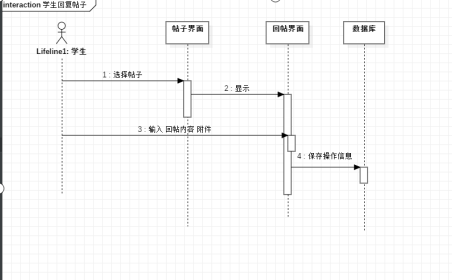 interaction 学生回复帖子
帖子界面
回帖界面
数据库
Lifeline1: 学生
1 : 选择帖子
2 : 显示
3 : 输入 回帖内容 附件
4 : 保存操作信息